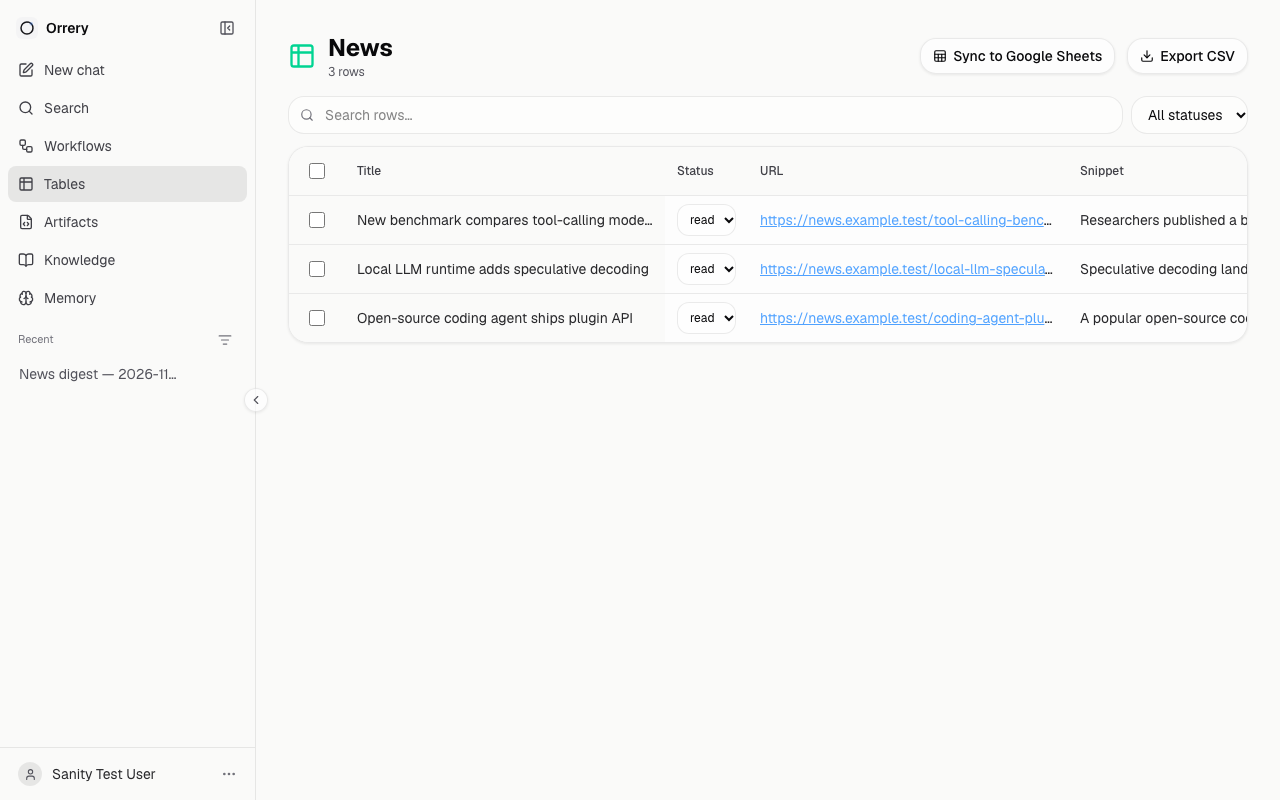 Orrery
New chat
Search
Workflows
Tables
Artifacts
Knowledge
Memory
Recent
News digest — 2026-11…
Sanity Test User
News
3 rows
Sync to Google Sheets
Export CSV
Search rows…
All statuses
Title Status URL Snippet
New benchmark compares tool-calling mode… read https://news.example.test/tool-calling-benc… Researchers published a b
Local LLM runtime adds speculative decoding read https://news.example.test/local-llm-specula… Speculative decoding land
Open-source coding agent ships plugin API read https://news.example.test/coding-agent-plu… A popular open-source co